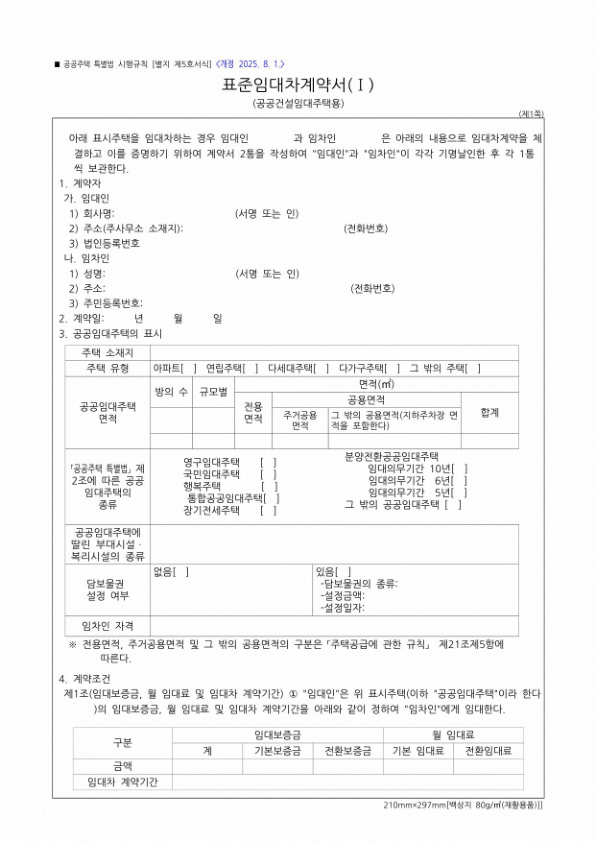 ■ 공공주택 특별법 시행규칙 [별지 제5호서식] <개정 2025. 8. 1.>
표준임대차계약서(Ⅰ)
(공공건설임대주택용)
(제1쪽)
아래 표시주택을 임대차하는 경우 임대인 과 임차인 은 아래의 내용으로 임대차계약을 체
결하고 이를 증명하기 위하여 계약서 2통을 작성하여 "임대인"과 "임차인"이 각각 기명날인한 후 각 1통
씩 보관한다.
1. 계약자
가. 임대인
1) 회사명: (서명 또는 인)
2) 주소(주사무소 소재지): (전화번호)
3) 법인등록번호
나. 임차인
1) 성명: (서명 또는 인)
2) 주소: (전화번호)
3) 주민등록번호:
2. 계약일: 년 월 일
3. 공공임대주택의 표시
주택 소재지
주택 유형 아파트[ ] 연립주택[ ] 다세대주택[ ] 다가구주택[ ] 그 밖의 주택[ ]
공공임대주택
면적
방의 수 규모별 면적(㎡)
전용
면적
공용면적
주거공용
면적
그 밖의 공용면적(지하주차장 면
적을 포함한다)
합계
「공공주택 특별법」 제
2조에 따른 공공
임대주택의
종류
영구임대주택 [ ]
국민임대주택 [ ]
행복주택 [ ]
통합공공임대주택[ ]
장기전세주택 [ ]
분양전환공공임대주택
임대의무기간 10년[ ]
임대의무기간 6년[ ]
임대의무기간 5년[ ]
그 밖의 공공임대주택 [ ]
공공임대주택에
딸린 부대시설ㆍ
복리시설의 종류
담보물권
설정 여부
없음[ ]
있음[ ]
-담보물권의 종류:
-설정금액:
-설정일자:
임차인 자격
※ 전용면적, 주거공용면적 및 그 밖의 공용면적의 구분은 「주택공급에 관한 규칙」 제21조제5항에
따른다.
4. 계약조건
제1조(임대보증금, 월 임대료 및 임대차 계약기간) ① "임대인"은 위 표시주택(이하 "공공임대주택"이라 한다
)의 임대보증금, 월 임대료 및 임대차 계약기간을 아래와 같이 정하여 "임차인"에게 임대한다.
구분 임대보증금 월 임대료
계 기본보증금 전환보증금 기본 임대료 전환임대료
금액
임대차 계약기간
210mm×297mm[백상지 80g/㎡(재활용품)]]